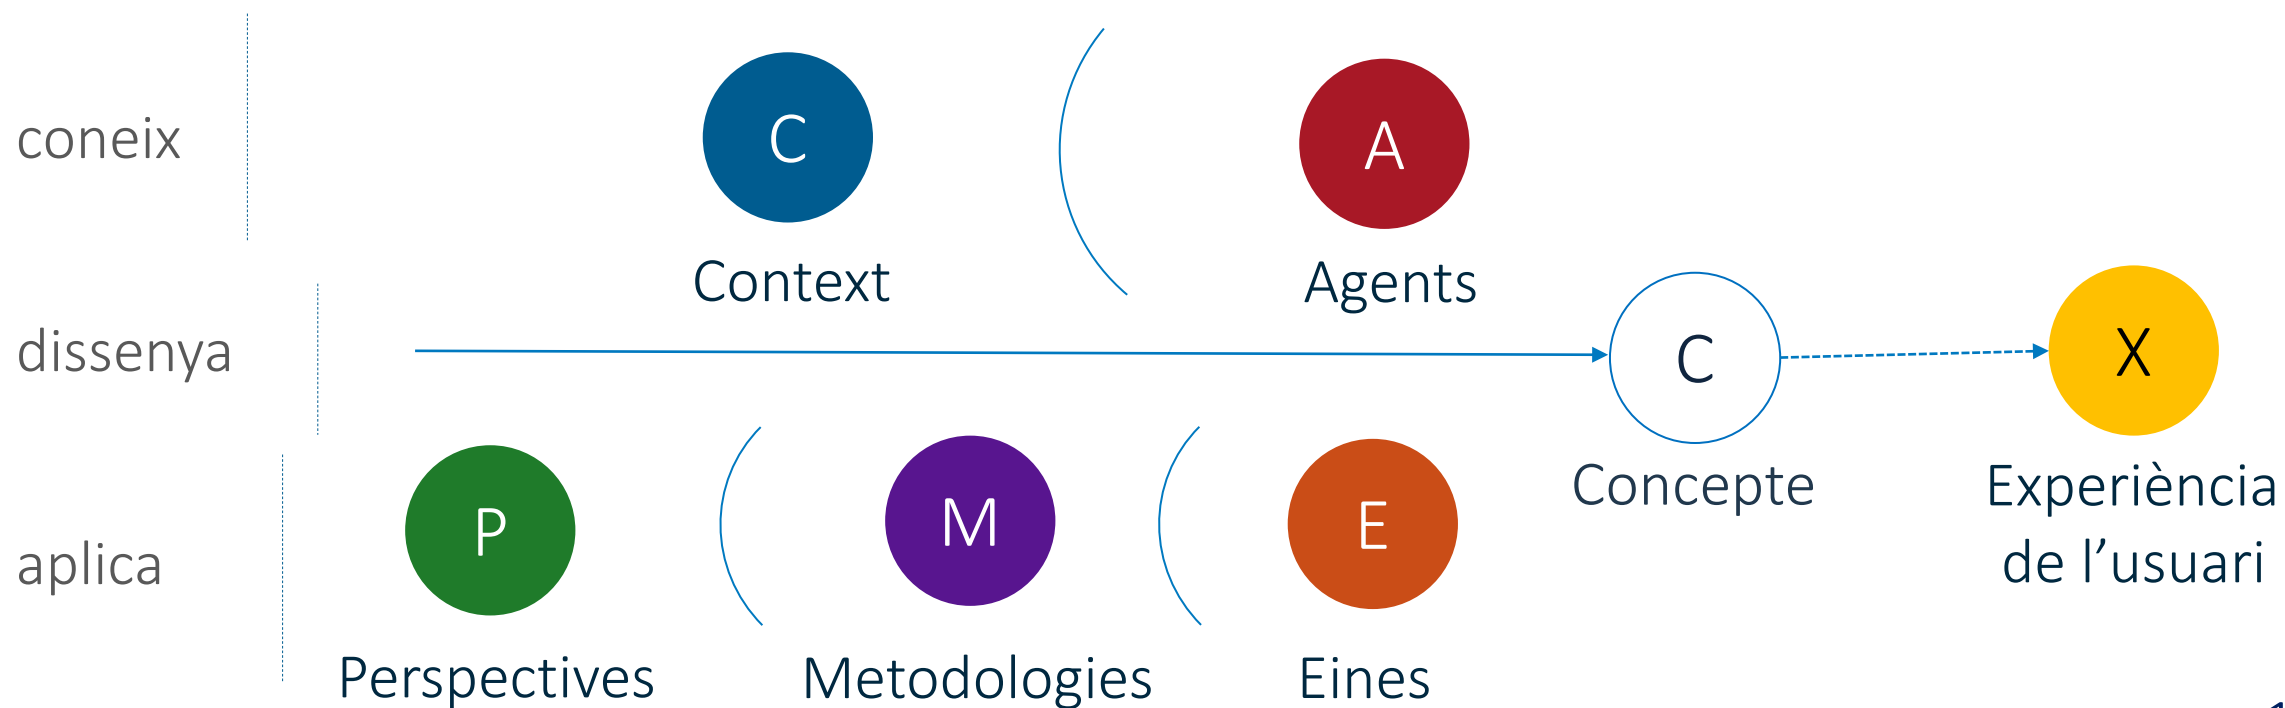 coneix
C
A
Context
Agents
dissenya
C
X
Concepte
Experiència
de l’usuari
aplica
P
M
E
Perspectives
Metodologies
Eines